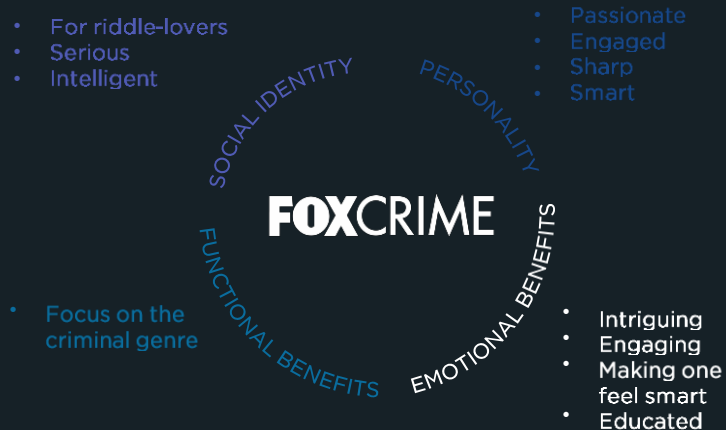 • For riddle-lovers
• Serious
• Intelligent
• Passionate
• Engaged
• Sharp
• Smart
SOCIAL IDENTITY
PERSONALITY
FOXCRIME
FUNCTIONAL BENEFITS
EMOTIONAL BENEFITS
• Focus on the
criminal genre
• Intriguing
• Engaging
• Making one
feel smart
• Educated